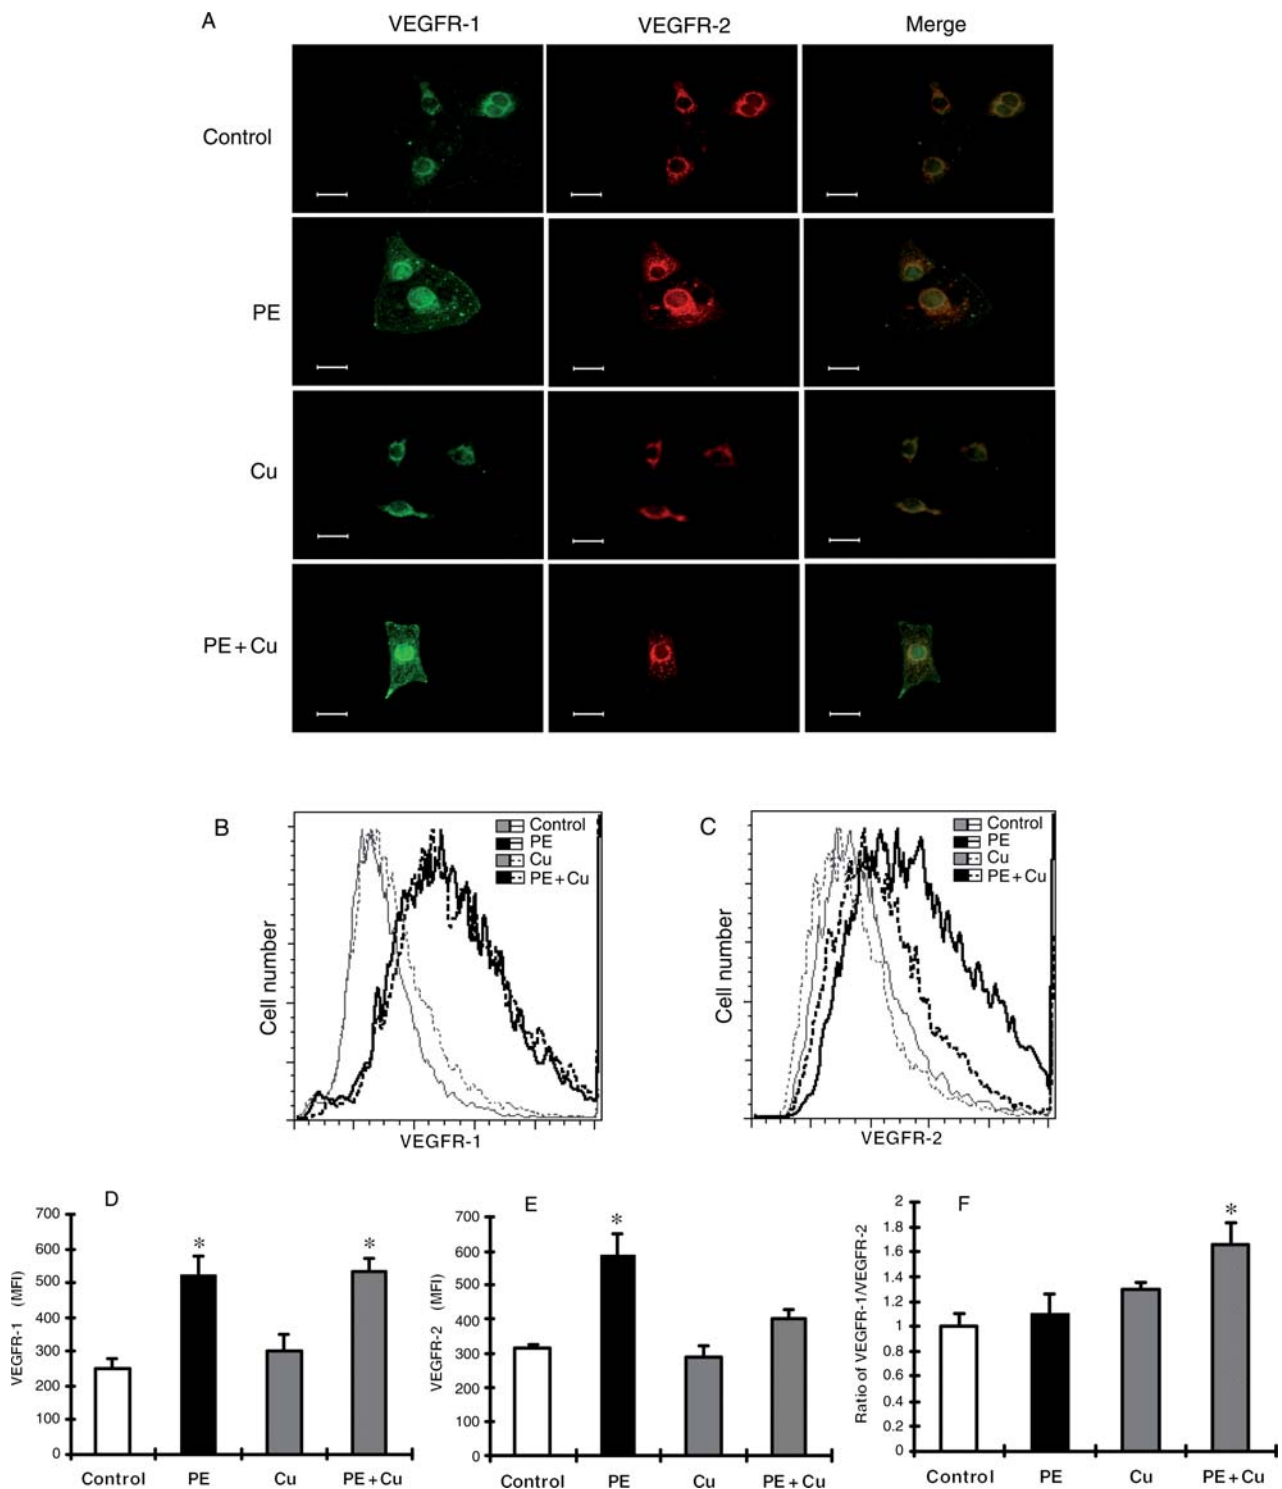 A
VEGFR-1
VEGFR-2
Merge
Control
PE
Cu
PE + Cu
B
Control
PE
Cu
PE + Cu
Cell number
VEGFR-1
C
Control
PE
Cu
PE + Cu
Cell number
VEGFR-2
D
700
600
500
400
300
200
100
0
VEGFR-1 (MFI)
*
*
Control
PE
Cu
PE + Cu
E
700
600
500
400
300
200
100
0
VEGFR-2 (MFI)
*
Control
PE
Cu
PE + Cu
F
2
1.8
1.6
1.4
1.2
1
0.8
0.6
0.4
0.2
0
Ratio of VEGFR-1/VEGFR-2
*
Control
PE
Cu
PE + Cu